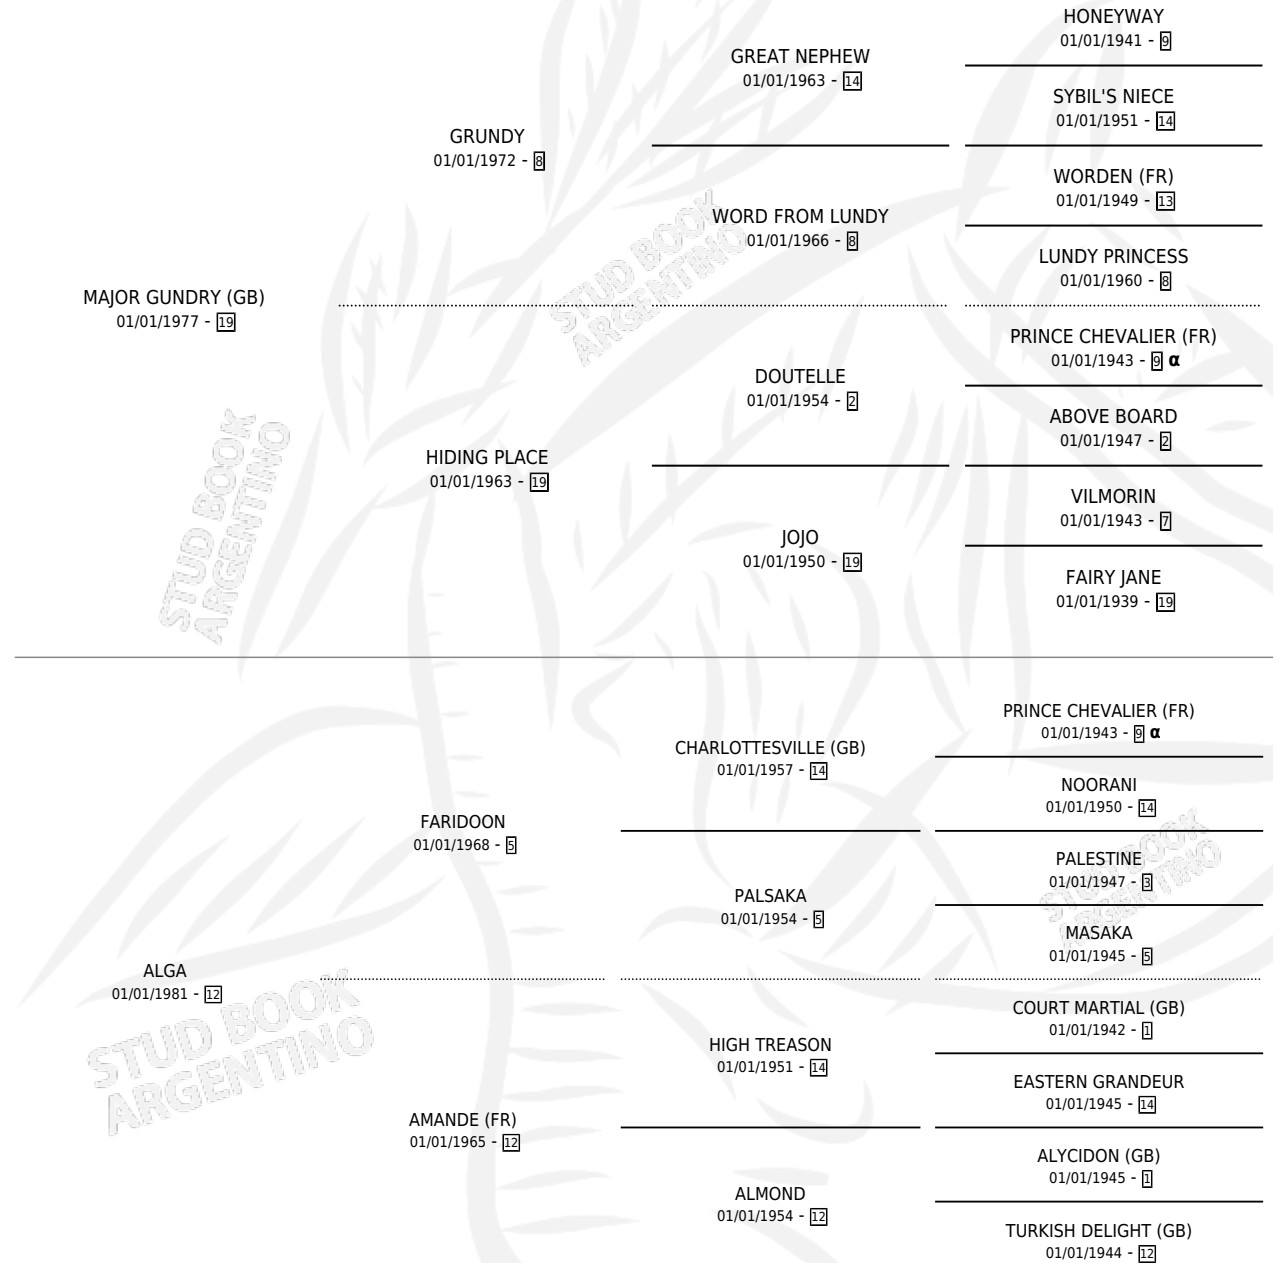 HONEYWAY
01/01/1941 - 9
GREAT NEPHEW
01/01/1963 - 14
SYBIL'S NIECE
01/01/1951 - 14
GRUNDY
01/01/1972 - 8
WORDEN (FR)
01/01/1949 - 13
WORD FROM LUNDY
01/01/1966 - 8
LUNDY PRINCESS
01/01/1960 - 8
MAJOR GUNDRY (GB)
01/01/1977 - 19
PRINCE CHEVALIER (FR)
01/01/1943 - 9 α
DOUTELLE
01/01/1954 - 2
ABOVE BOARD
01/01/1947 - 2
HIDING PLACE
01/01/1963 - 19
VILMORIN
01/01/1943 - 7
JOJO
01/01/1950 - 19
FAIRY JANE
01/01/1939 - 19
STUD BOOK
ARGENTINO
STUD BOOK
ARGENTINO
PRINCE CHEVALIER (FR)
01/01/1943 - 9 α
CHARLOTTESVILLE (GB)
01/01/1957 - 14
NOORANI
01/01/1950 - 14
FARIDOON
01/01/1968 - 5
PALESTINE
01/01/1947 - 3
PALSAKA
01/01/1954 - 5
MASAKA
01/01/1945 - 5
STUD BOOK
ARGENTINO
ALGA
01/01/1981 - 12
COURT MARTIAL (GB)
01/01/1942 - 1
HIGH TREASON
01/01/1951 - 14
EASTERN GRANDEUR
01/01/1945 - 14
AMANDE (FR)
01/01/1965 - 12
ALYCIDON (GB)
01/01/1945 - 1
ALMOND
01/01/1954 - 12
TURKISH DELIGHT (GB)
01/01/1944 - 12
STUD BOOK
ARGENTINO